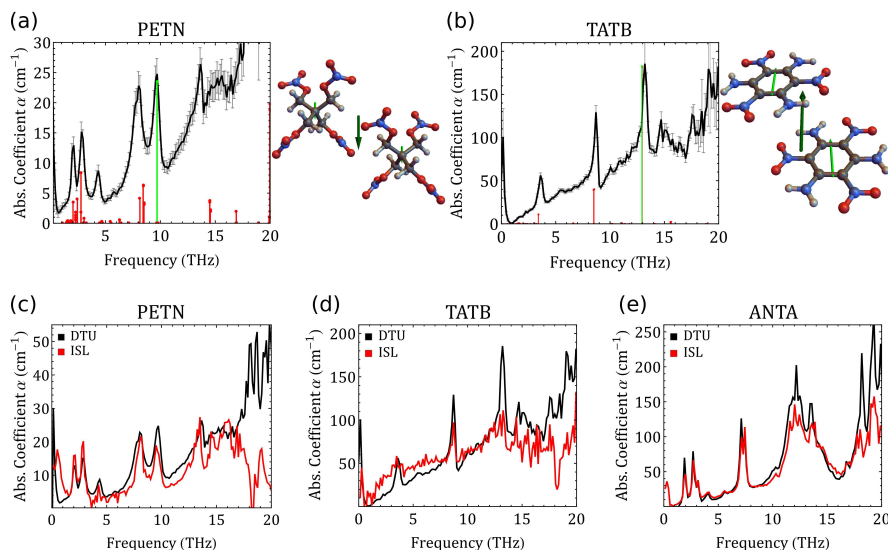 (a)
PETN
Abs. Coefficient α (cm⁻¹)
30
25
20
15
10
5
0
0 5 10 15 20
Frequency (THz)
(b)
TATB
Abs. Coefficient α (cm⁻¹)
200
150
100
50
0
0 5 10 15 20
Frequency (THz)
(c)
PETN
DTU
ISL
Abs. Coefficient α (cm⁻¹)
50
40
30
20
10
0 5 10 15 20
Frequency (THz)
(d)
TATB
DTU
ISL
Abs. Coefficient α (cm⁻¹)
200
150
100
50
0 5 10 15 20
Frequency (THz)
(e)
ANTA
DTU
ISL
Abs. Coefficient α (cm⁻¹)
250
200
150
100
50
0
0 5 10 15 20
Frequency (THz)